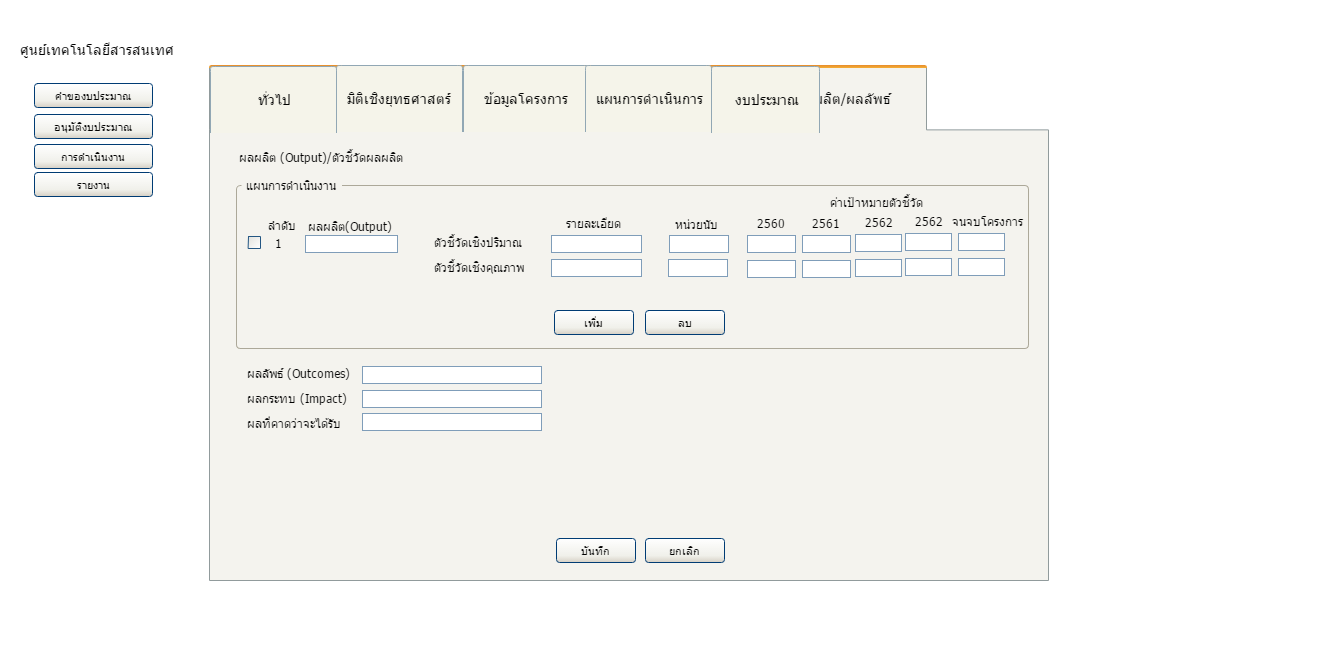 ศูนย์เทคโนโลยีสารสนเทศ
คำของบประมาณ
อนุมัติงบประมาณ
การดำเนินงาน
รายงาน
ทั่วไป มิติเชิงยุทธศาสตร์ ข้อมูลโครงการ แผนการดำเนินการ งบประมาณ ลิต/ผลลัพธ์
ผลผลิต (Output)/ตัวชี้วัดผลผลิต
แผนการดำเนินงาน
ค่าเป้าหมายตัวชี้วัด
ลำดับ ผลผลิต(Output) รายละเอียด หน่วยนับ 2560 2561 2562 2562 จนจบโครงการ
1 ตัวชี้วัดเชิงปริมาณ
ตัวชี้วัดเชิงคุณภาพ
เพิ่ม ลบ
ผลลัพธ์ (Outcomes)
ผลกระทบ (Impact)
ผลที่คาดว่าจะได้รับ
บันทึก ยกเลิก